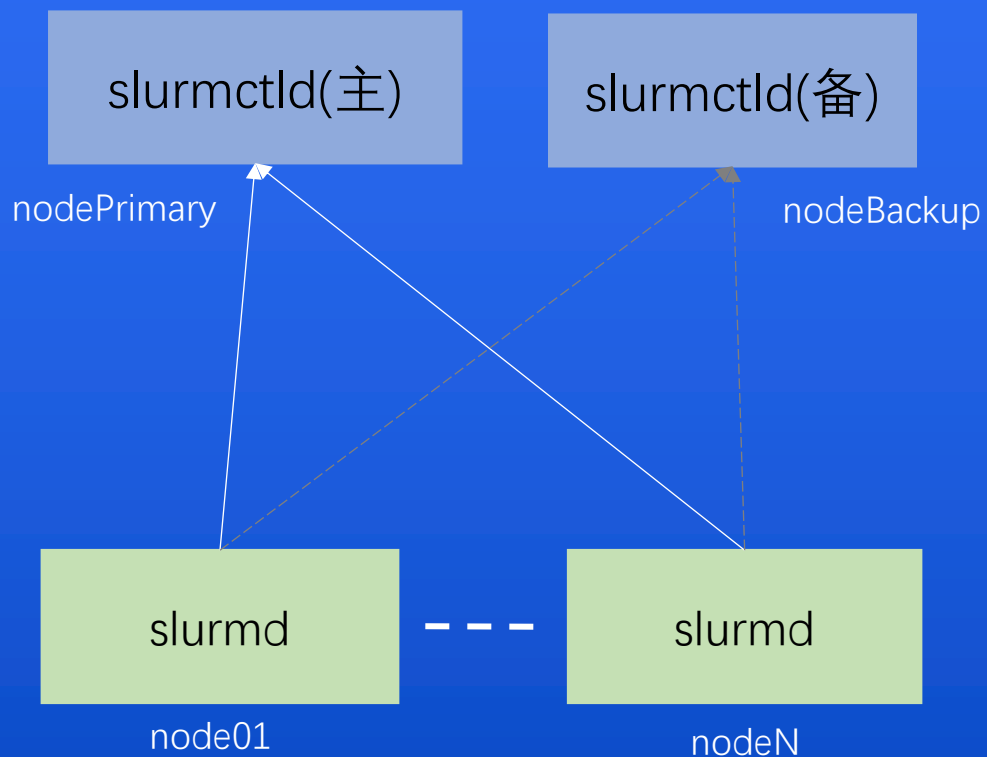 slurmctld(主)
slurmctld(备)
nodePrimary
nodeBackup
slurmd
slurmd
node01
nodeN